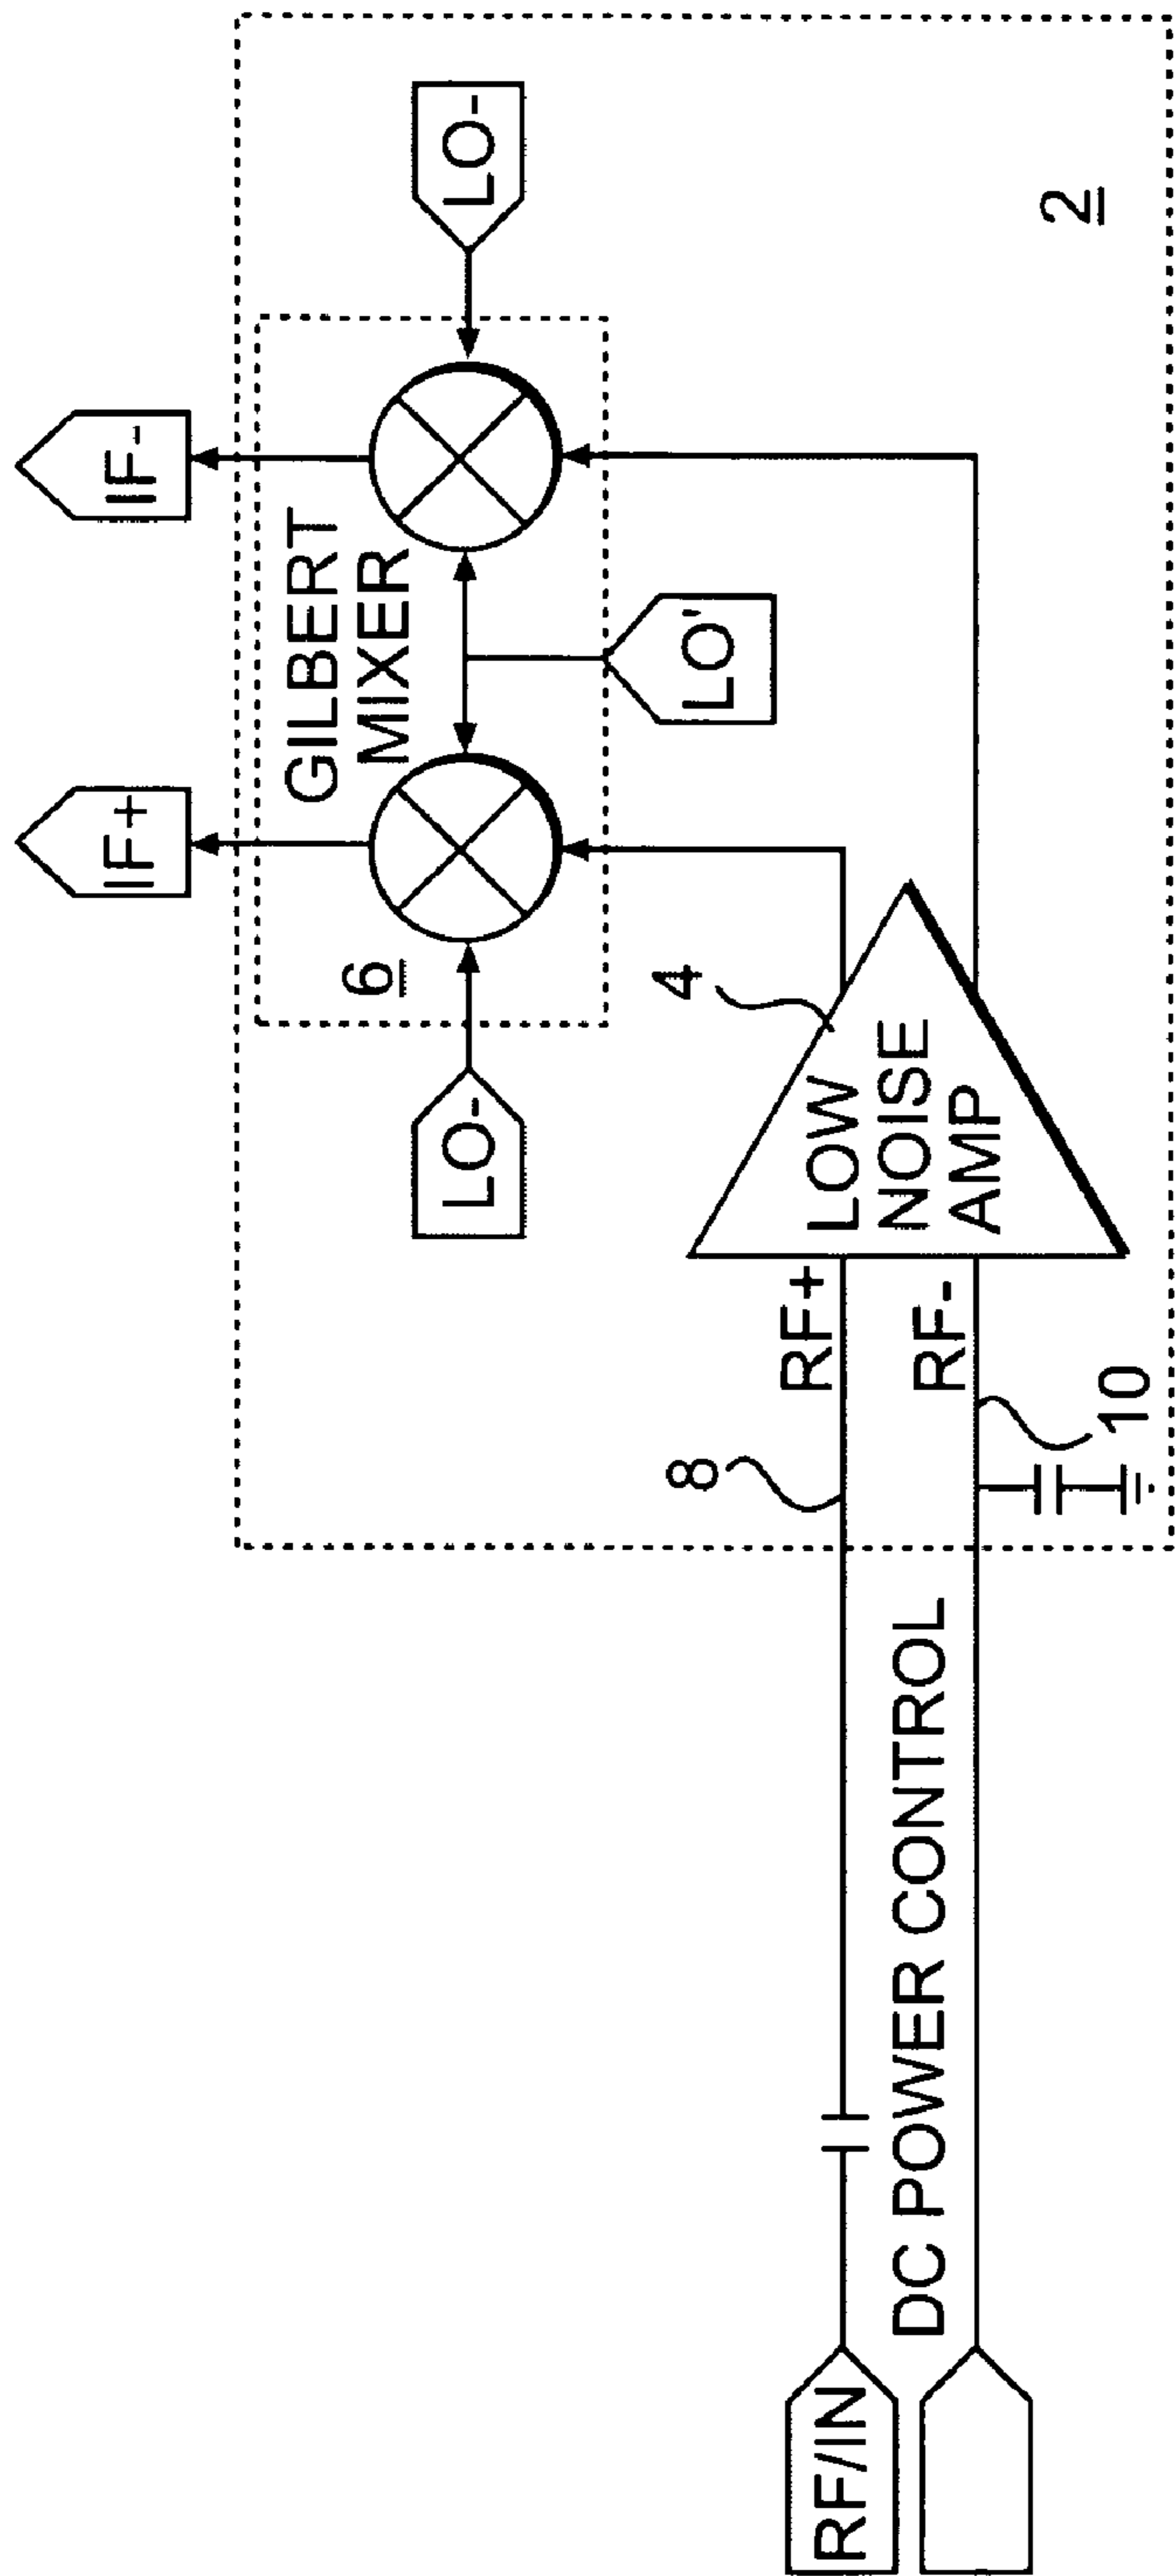 IF+
IF-
GILBERT
MIXER
6
LO-
LO-
LO'
2
4
LOW
NOISE
AMP
RF+
RF-
8
10
RF/IN
DC POWER CONTROL